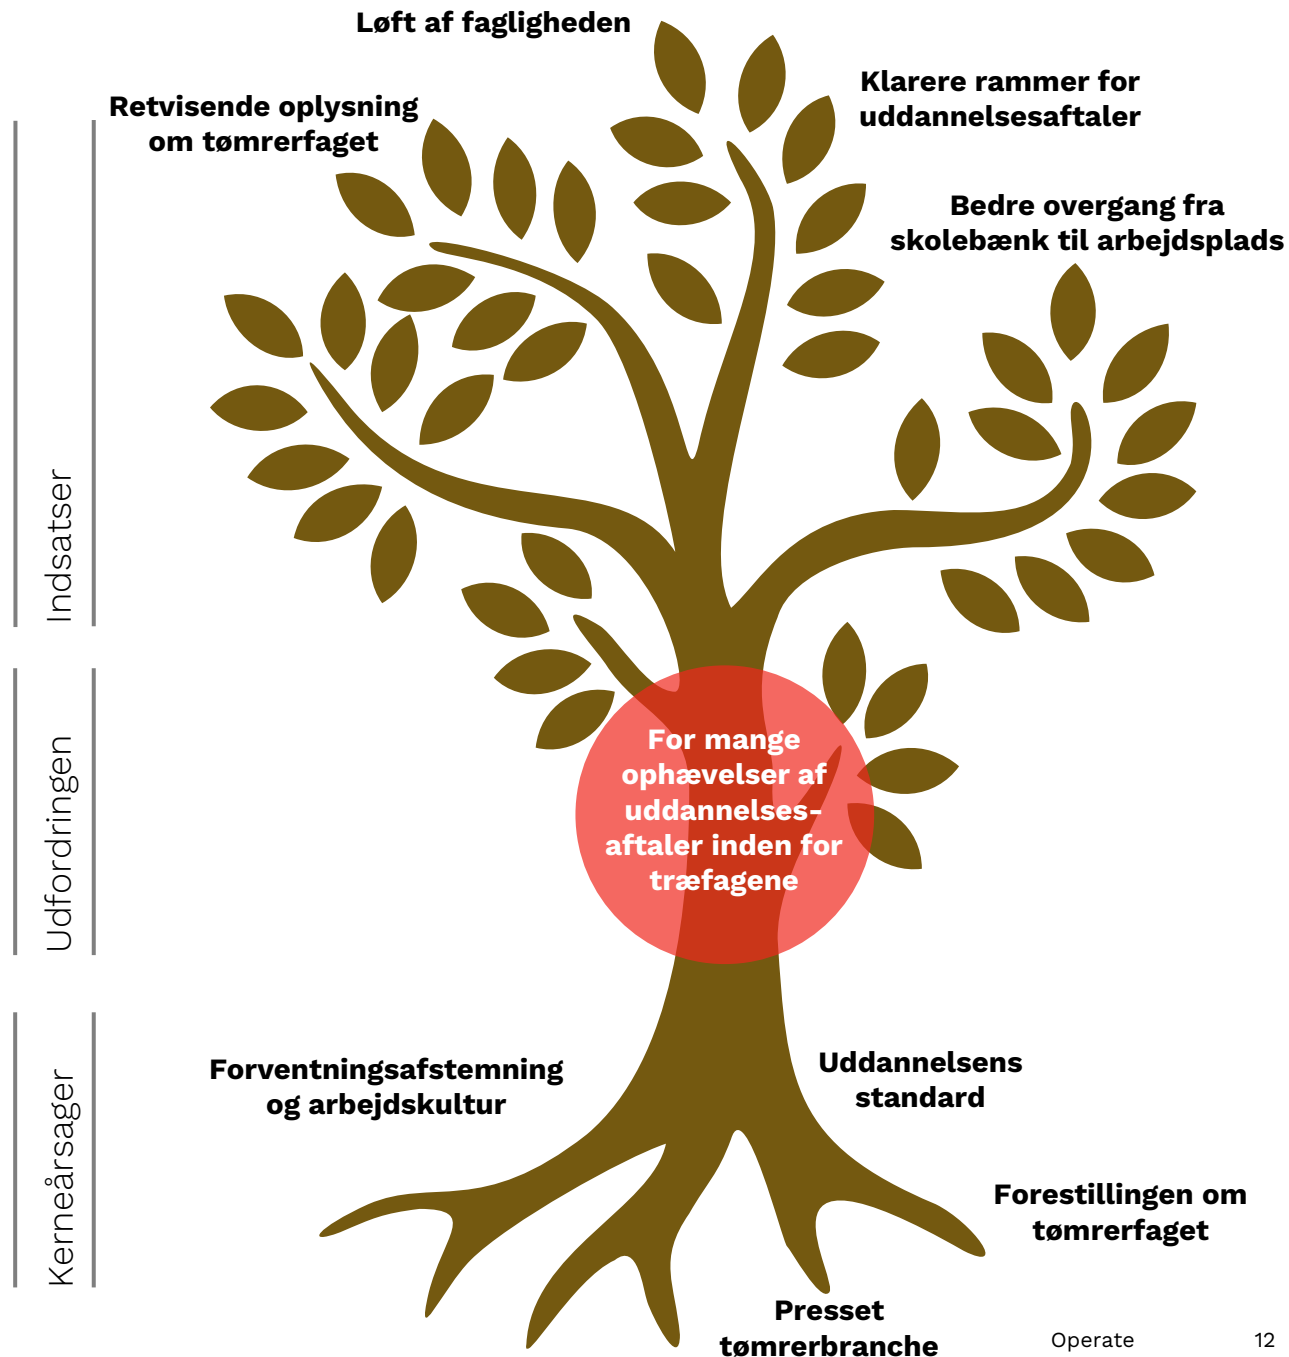 Løft af fagligheden
Klarere rammer for
uddannelsesaftaler
Retvisende oplysning
om tømrerfaget
Bedre overgang fra
skolebænk til arbejdsplads
Indsatser
Udfordringen
For mange
ophævelser af
uddannelses-
aftaler inden for
træfagene
Kerneårsager
Forventningsafstemning
og arbejdskultur
Uddannelsens
standard
Forestillingen om
tømrerfaget
Presset
tømrerbranche
Operate 12